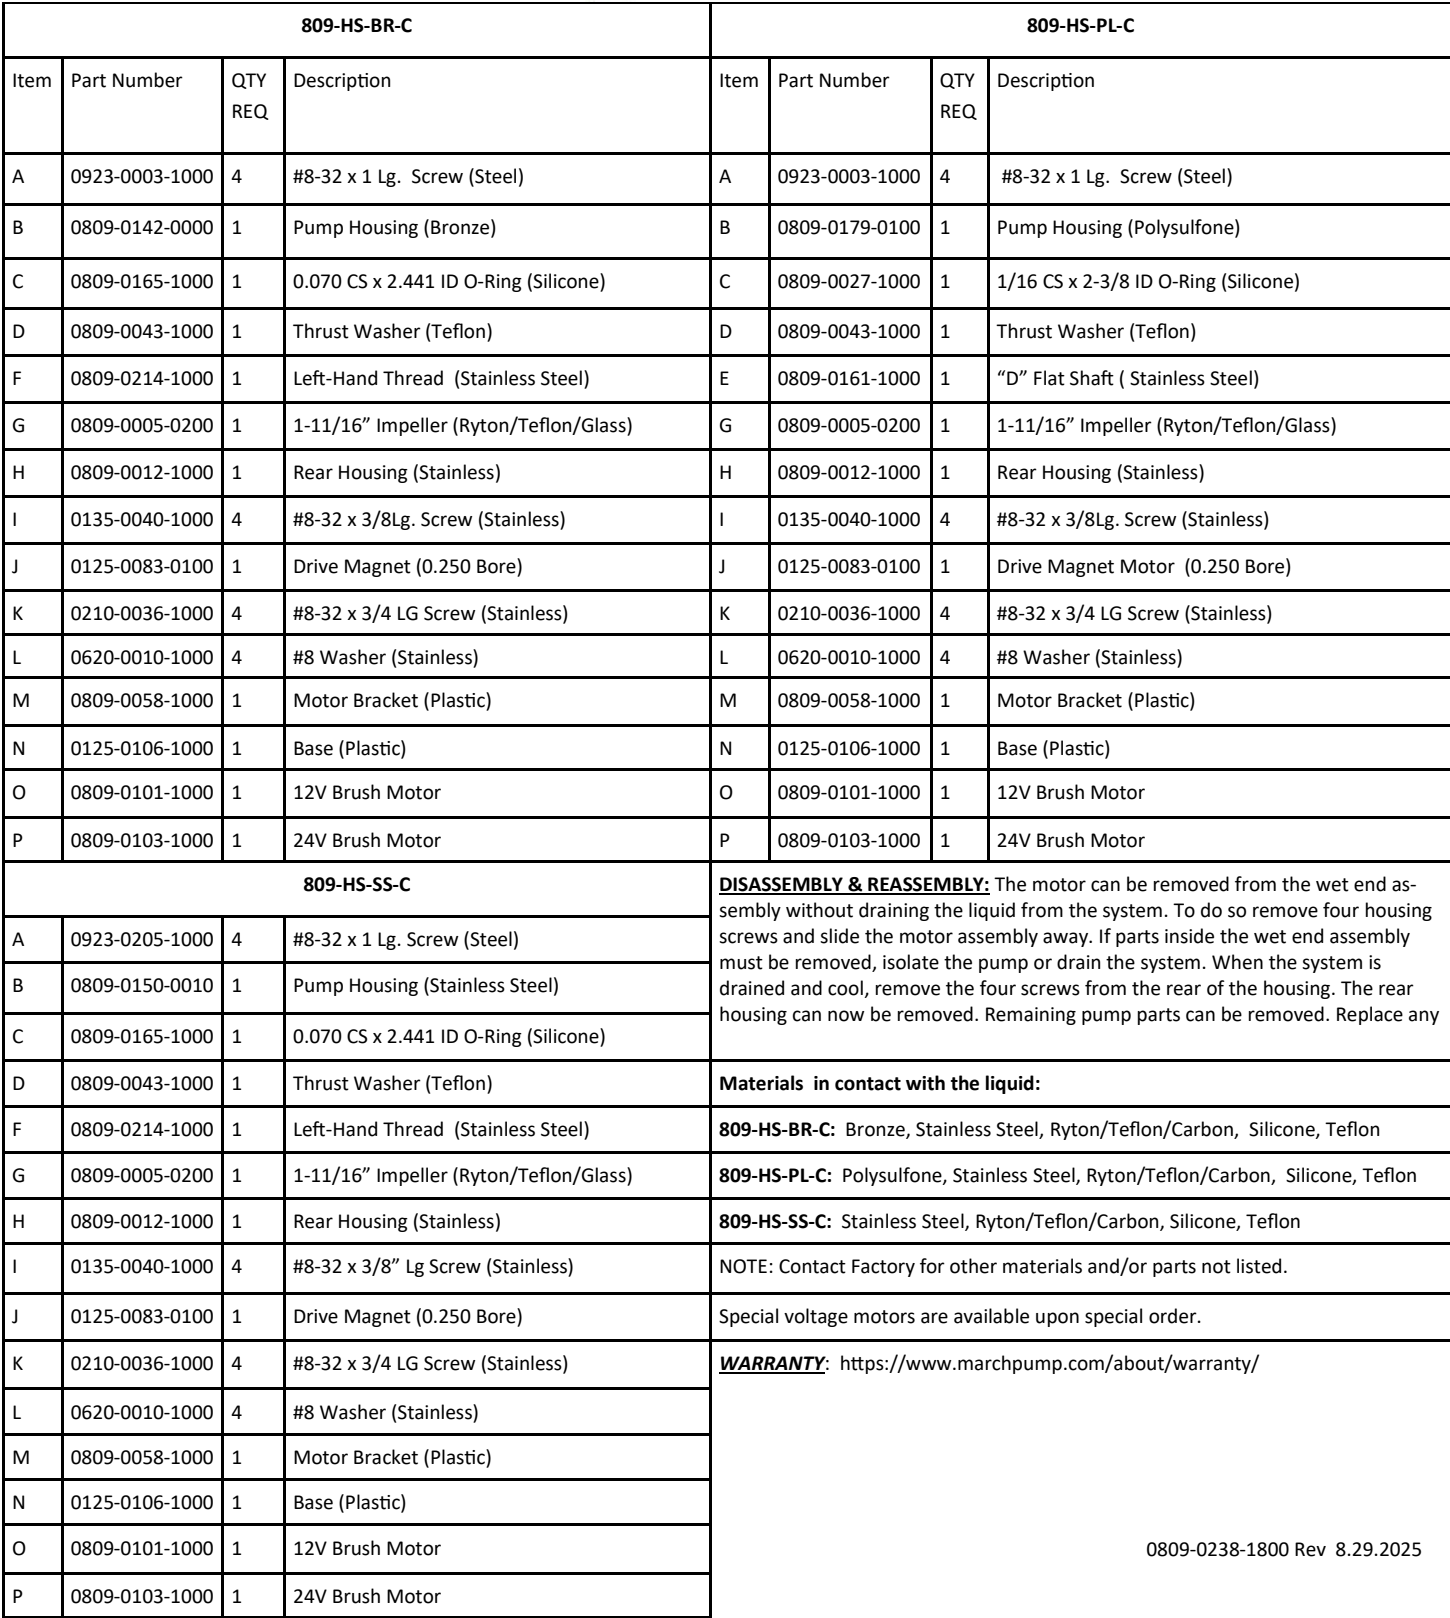 809-HS-BR-C
Item Part Number QTY REQ Description
A 0923-0003-1000 4 #8-32 x 1 Lg. Screw (Steel)
B 0809-0142-0000 1 Pump Housing (Bronze)
C 0809-0165-1000 1 0.070 CS x 2.441 ID O-Ring (Silicone)
D 0809-0043-1000 1 Thrust Washer (Teflon)
F 0809-0214-1000 1 Left-Hand Thread (Stainless Steel)
G 0809-0005-0200 1 1-11/16” Impeller (Ryton/Teflon/Glass)
H 0809-0012-1000 1 Rear Housing (Stainless)
I 0135-0040-1000 4 #8-32 x 3/8Lg. Screw (Stainless)
J 0125-0083-0100 1 Drive Magnet (0.250 Bore)
K 0210-0036-1000 4 #8-32 x 3/4 LG Screw (Stainless)
L 0620-0010-1000 4 #8 Washer (Stainless)
M 0809-0058-1000 1 Motor Bracket (Plastic)
N 0125-0106-1000 1 Base (Plastic)
O 0809-0101-1000 1 12V Brush Motor
P 0809-0103-1000 1 24V Brush Motor
809-HS-PL-C
Item Part Number QTY REQ Description
A 0923-0003-1000 4 #8-32 x 1 Lg. Screw (Steel)
B 0809-0179-0100 1 Pump Housing (Polysulfone)
C 0809-0027-1000 1 1/16 CS x 2-3/8 ID O-Ring (Silicone)
D 0809-0043-1000 1 Thrust Washer (Teflon)
E 0809-0161-1000 1 “D” Flat Shaft ( Stainless Steel)
G 0809-0005-0200 1 1-11/16” Impeller (Ryton/Teflon/Glass)
H 0809-0012-1000 1 Rear Housing (Stainless)
I 0135-0040-1000 4 #8-32 x 3/8Lg. Screw (Stainless)
J 0125-0083-0100 1 Drive Magnet Motor (0.250 Bore)
K 0210-0036-1000 4 #8-32 x 3/4 LG Screw (Stainless)
L 0620-0010-1000 4 #8 Washer (Stainless)
M 0809-0058-1000 1 Motor Bracket (Plastic)
N 0125-0106-1000 1 Base (Plastic)
O 0809-0101-1000 1 12V Brush Motor
P 0809-0103-1000 1 24V Brush Motor
809-HS-SS-C
A 0923-0205-1000 4 #8-32 x 1 Lg. Screw (Steel)
B 0809-0150-0010 1 Pump Housing (Stainless Steel)
C 0809-0165-1000 1 0.070 CS x 2.441 ID O-Ring (Silicone)
D 0809-0043-1000 1 Thrust Washer (Teflon)
F 0809-0214-1000 1 Left-Hand Thread (Stainless Steel)
G 0809-0005-0200 1 1-11/16” Impeller (Ryton/Teflon/Glass)
H 0809-0012-1000 1 Rear Housing (Stainless)
I 0135-0040-1000 4 #8-32 x 3/8” Lg Screw (Stainless)
J 0125-0083-0100 1 Drive Magnet (0.250 Bore)
K 0210-0036-1000 4 #8-32 x 3/4 LG Screw (Stainless)
L 0620-0010-1000 4 #8 Washer (Stainless)
M 0809-0058-1000 1 Motor Bracket (Plastic)
N 0125-0106-1000 1 Base (Plastic)
O 0809-0101-1000 1 12V Brush Motor
P 0809-0103-1000 1 24V Brush Motor
DISASSEMBLY & REASSEMBLY: The motor can be removed from the wet end as-
sembly without draining the liquid from the system. To do so remove four housing
screws and slide the motor assembly away. If parts inside the wet end assembly
must be removed, isolate the pump or drain the system. When the system is
drained and cool, remove the four screws from the rear of the housing. The rear
housing can now be removed. Remaining pump parts can be removed. Replace any
Materials in contact with the liquid:
809-HS-BR-C: Bronze, Stainless Steel, Ryton/Teflon/Carbon, Silicone, Teflon
809-HS-PL-C: Polysulfone, Stainless Steel, Ryton/Teflon/Carbon, Silicone, Teflon
809-HS-SS-C: Stainless Steel, Ryton/Teflon/Carbon, Silicone, Teflon
NOTE: Contact Factory for other materials and/or parts not listed.
Special voltage motors are available upon special order.
WARRANTY: https://www.marchpump.com/about/warranty/
0809-0238-1800 Rev 8.29.2025